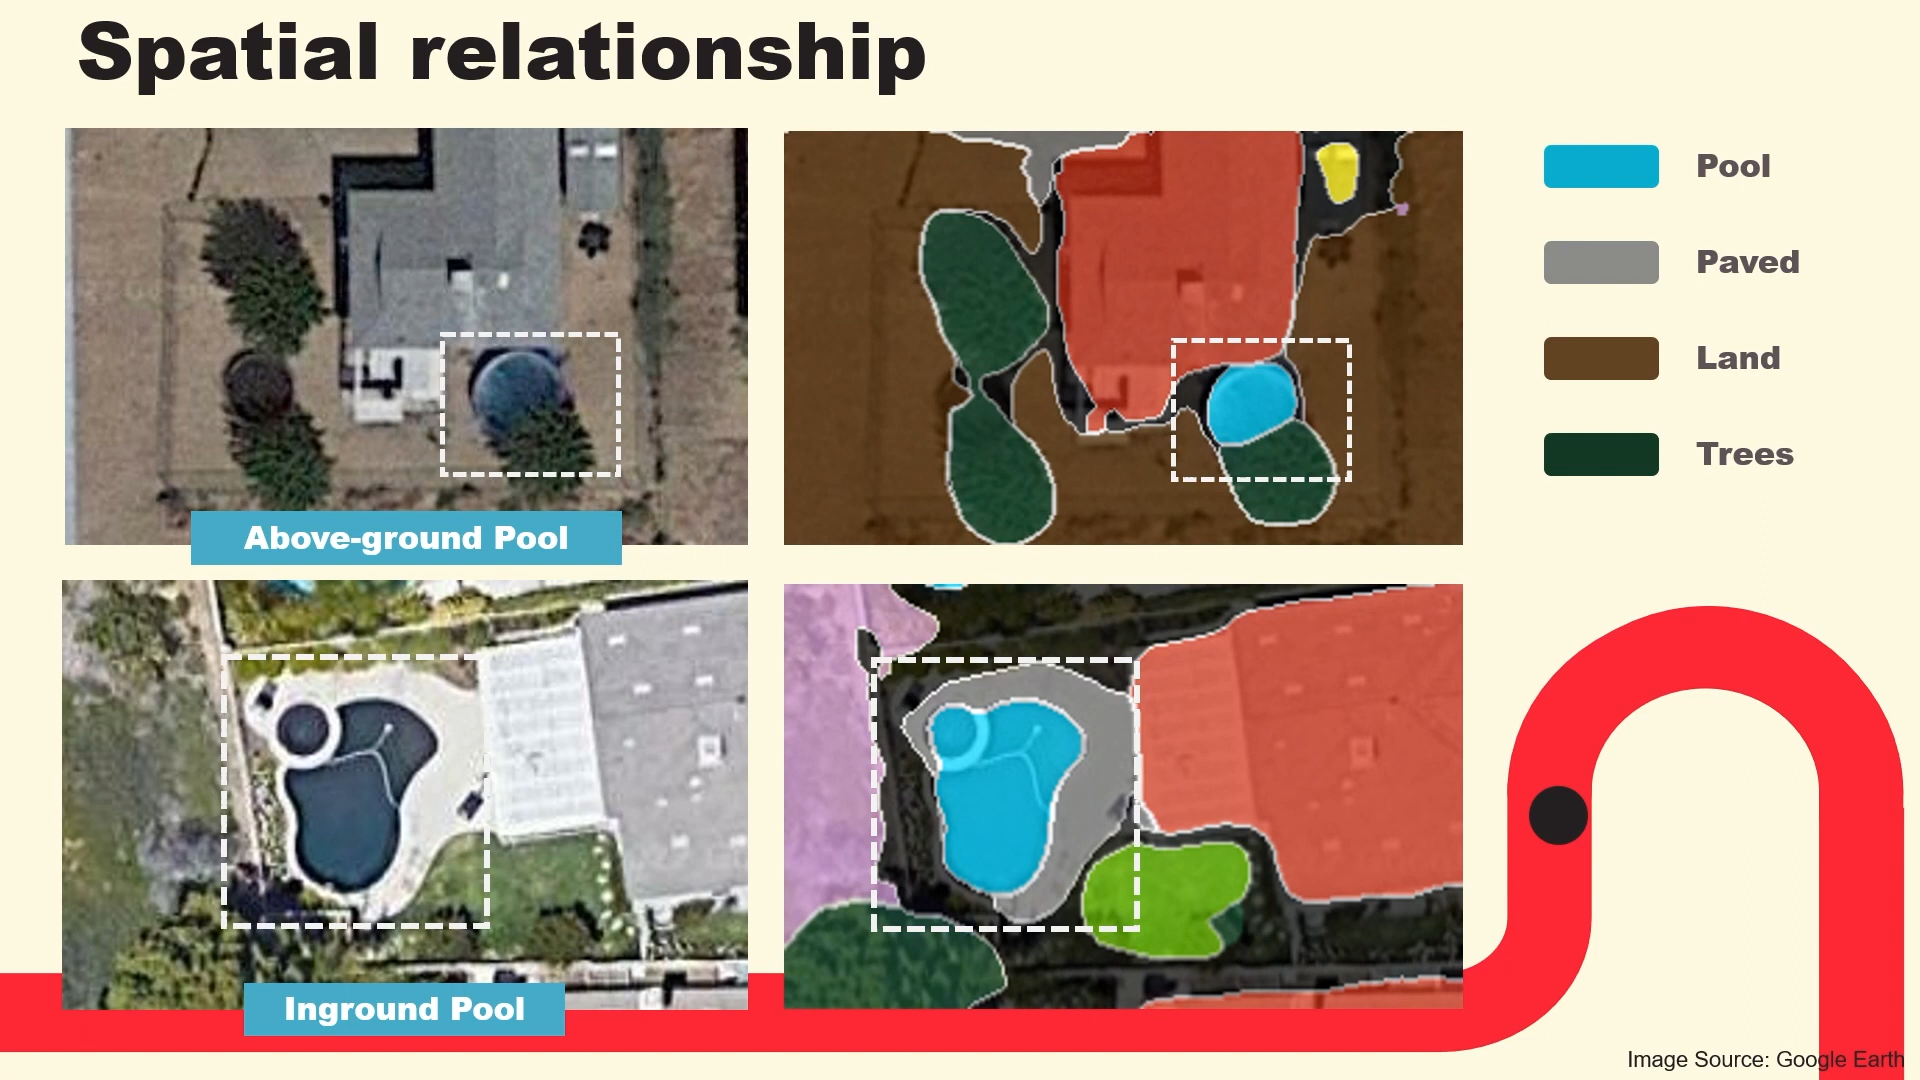 Spatial relationship
Pool
Paved
Land
Trees
Above-ground Pool
Inground Pool
Image Source: Google Earth